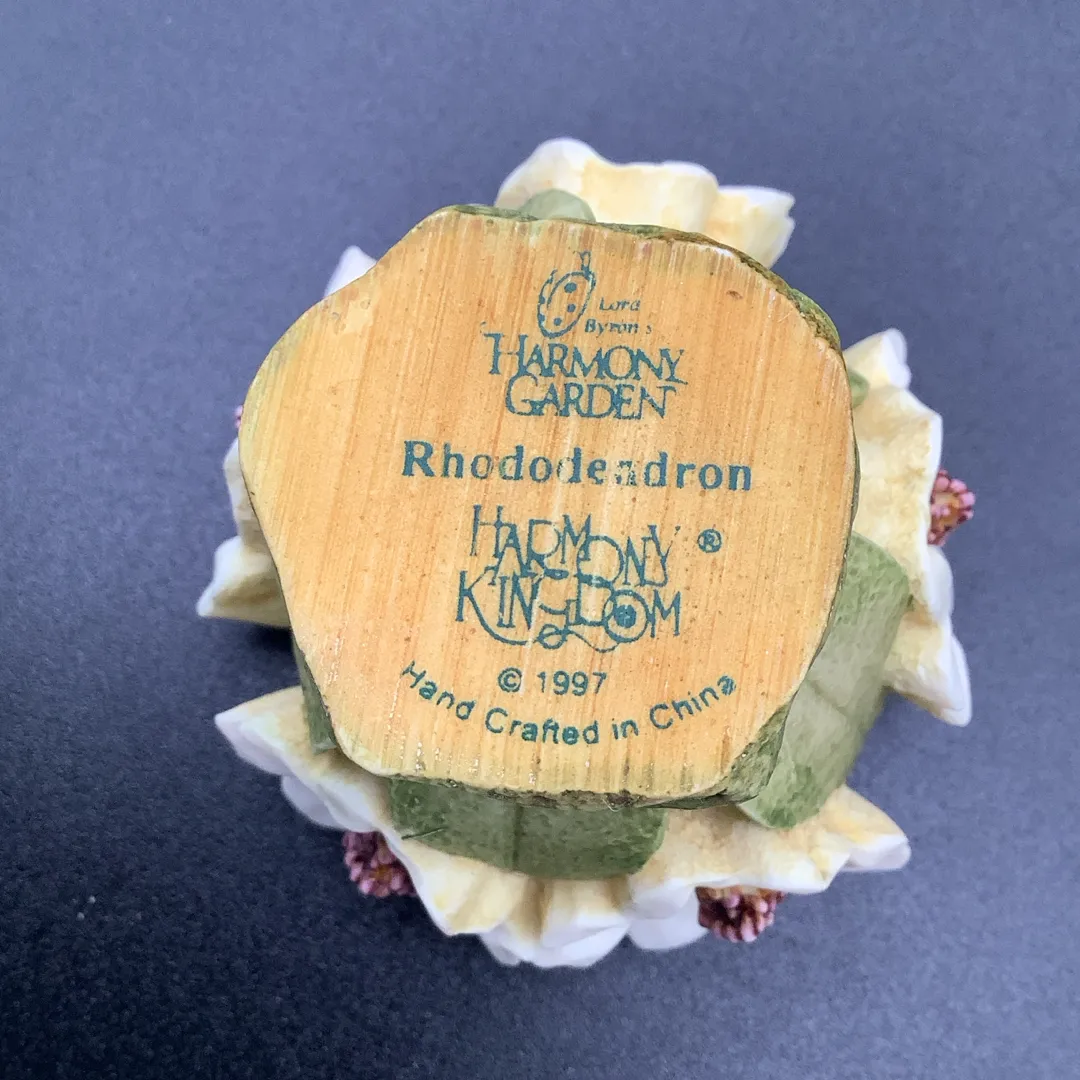 Lord
Byron's
HARMONY
GARDEN
Rhododendron
HARMONY ®
KINGDOM
© 1997
Hand Crafted in China